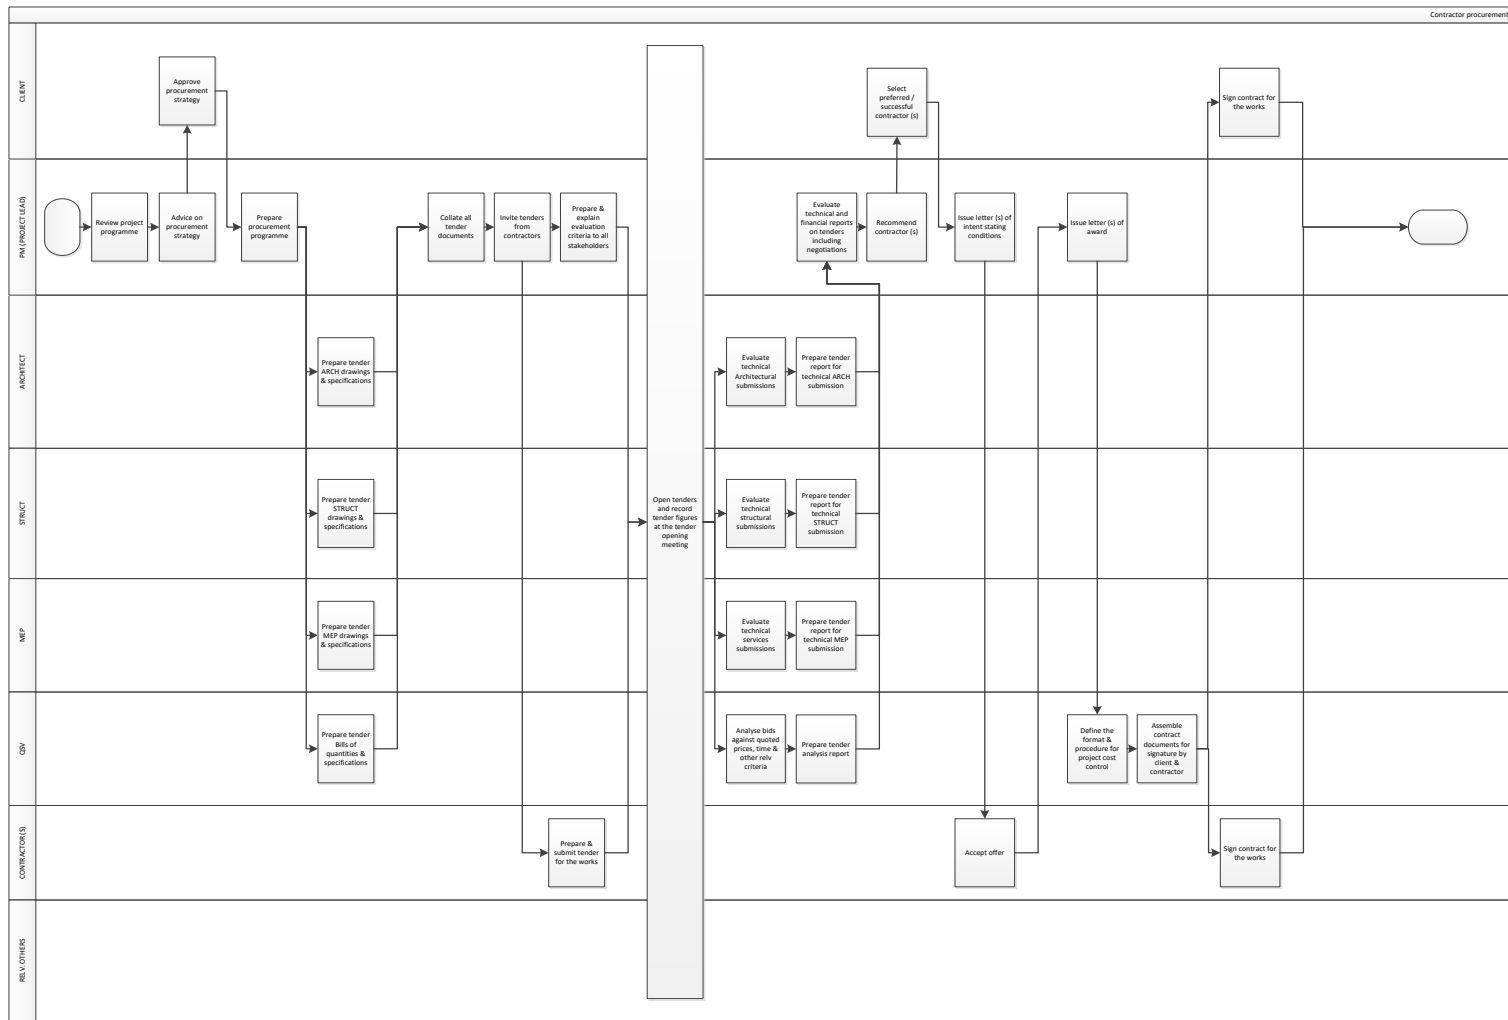 Contractor procurement
CLIENT
Approve
procurement
strategy
Select
preferred /
successful
contractor (s)
Sign contract for
the works
PM (PROJECT LEAD)
Review project
programme
Advice on
procurement
strategy
Prepare
procurement
programme
Collate all
tender
documents
Invite tenders
from
contractors
Prepare &
explain
evaluation
criteria to all
stakeholders
Evaluate
technical and
financial reports
on tenders
including
negotiations
Recommend
contractor (s)
Issue letter (s) of
intent stating
conditions
Issue letter (s) of
award
ARCHITECT
Prepare tender
ARCH drawings
& specifications
Evaluate
technical
Architectural
submissions
Prepare tender
report for
technical ARCH
submission
STRUCT
Prepare tender
STRUCT
drawings &
specifications
Open tenders
and record
tender figures
at the tender
opening
meeting
Evaluate
technical
structural
submissions
Prepare tender
report for
technical
STRUCT
submission
MEP
Prepare tender
MEP drawings
& specifications
Evaluate
technical
services
submissions
Prepare tender
report for
technical MEP
submission
QSV
Prepare tender
Bills of
quantities &
specifications
Analyse bids
against quoted
prices, time &
other relv
criteria
Prepare tender
analysis report
Define the
format &
procedure for
project cost
control
Assemble
contract
documents for
signature by
client &
contractor
CONTRACTOR(S)
Prepare &
submit tender
for the works
Accept offer
Sign contract for
the works
RELV. OTHERS